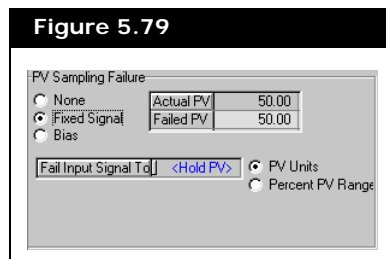 Figure 5.79
PV Sampling Failure
None
Fixed Signal
Bias
Actual PV 50.00
Failed PV 50.00
Fail Input Signal To <Hold PV>
PV Units
Percent PV Range